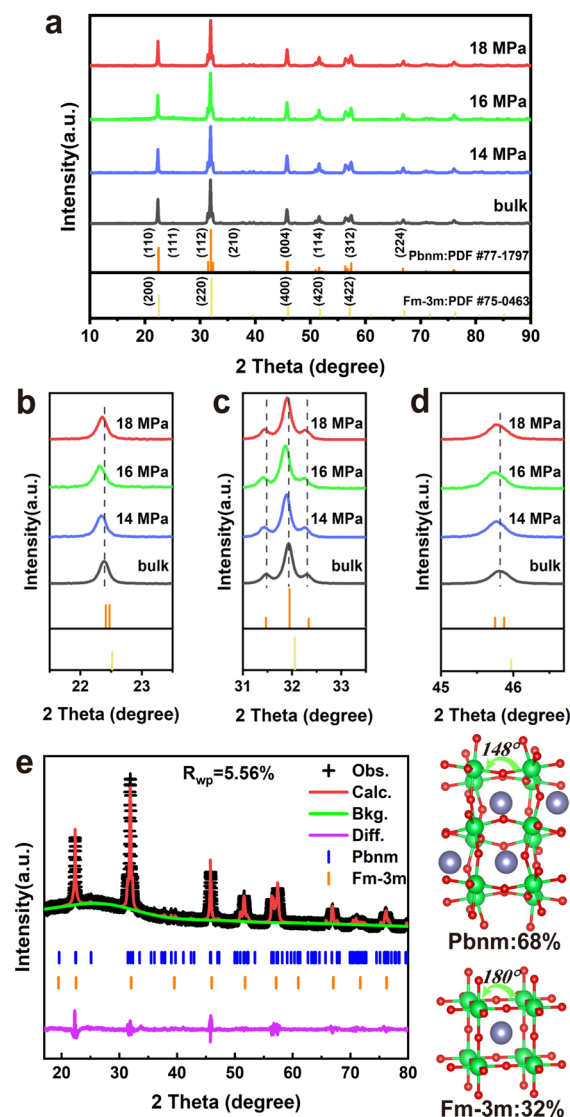 a
Intensity(a.u.)
18 MPa
16 MPa
14 MPa
bulk
(110) (111) (112) (210) (004) (114) (312) (224)
Pbnm:PDF #77-1797
(200) (220) (400) (420) (422)
Fm-3m:PDF #75-0463
10 20 30 40 50 60 70 80 90
2 Theta (degree)
b
Intensity(a.u.)
18 MPa
16 MPa
14 MPa
bulk
22 23
2 Theta (degree)
c
Intensity(a.u.)
18 MPa
16 MPa
14 MPa
bulk
31 32 33
2 Theta (degree)
d
Intensity(a.u.)
18 MPa
16 MPa
14 MPa
bulk
45 46
2 Theta (degree)
e
Intensity(a.u.)
Rwp=5.56%
Obs.
Calc.
Bkg.
Diff.
Pbnm
Fm-3m
20 30 40 50 60 70 80
2 Theta (degree)
148°
Pbnm:68%
180°
Fm-3m:32%